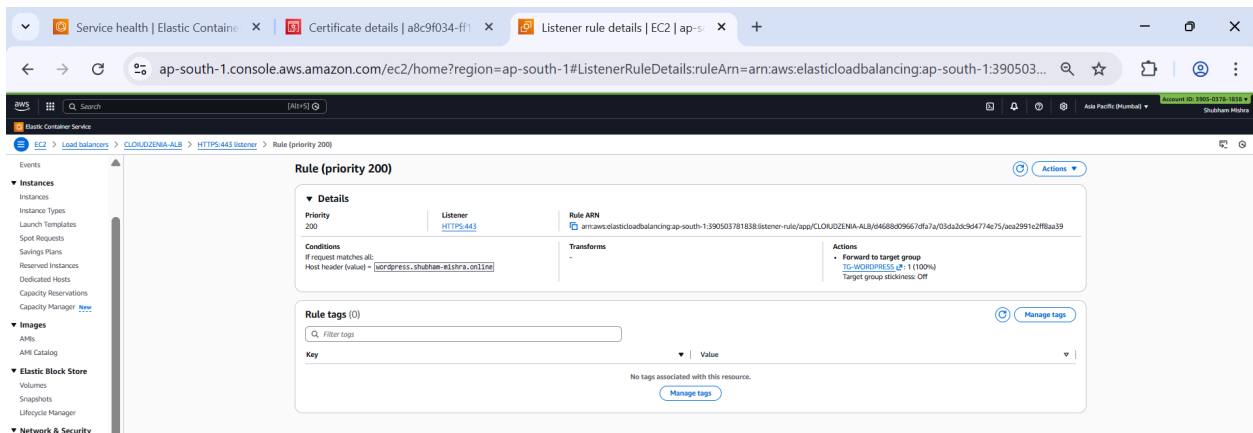 Service health | Elastic Containe
Certificate details | a8c9f034-ff1
Listener rule details | EC2 | ap-so
ap-south-1.console.aws.amazon.com/ec2/home?region=ap-south-1#ListenerRuleDetails:ruleArn=arn:aws:elasticloadbalancing:ap-south-1:390503...
aws Search [Alt+S] Asia Pacific (Mumbai) Account ID: 3905-0378-1838
Shubham Mishra
Elastic Container Service
EC2 > Load balancers > CLOIUDZENIA-ALB > HTTPS:443 listener > Rule (priority 200)
Events
Instances
Instances
Instance Types
Launch Templates
Spot Requests
Savings Plans
Reserved Instances
Dedicated Hosts
Capacity Reservations
Capacity Manager New
Images
AMIs
AMI Catalog
Elastic Block Store
Volumes
Snapshots
Lifecycle Manager
Network & Security
Rule (priority 200)
Actions
Details
Priority
200
Listener
HTTPS:443
Rule ARN
arn:aws:elasticloadbalancing:ap-south-1:390503781838:listener-rule/app/CLOIUDZENIA-ALB/d4688d09667dfa7a/03da2dc9d4774e75/aea2991e2ff8aa39
Conditions
If request matches all:
Host header (value) = wordpress.shubham-mishra.online
Transforms
-
Actions
• Forward to target group
TG-WORDPRESS: 1 (100%)
Target group stickiness: Off
Rule tags (0)
Manage tags
Filter tags
Key
Value
No tags associated with this resource.
Manage tags